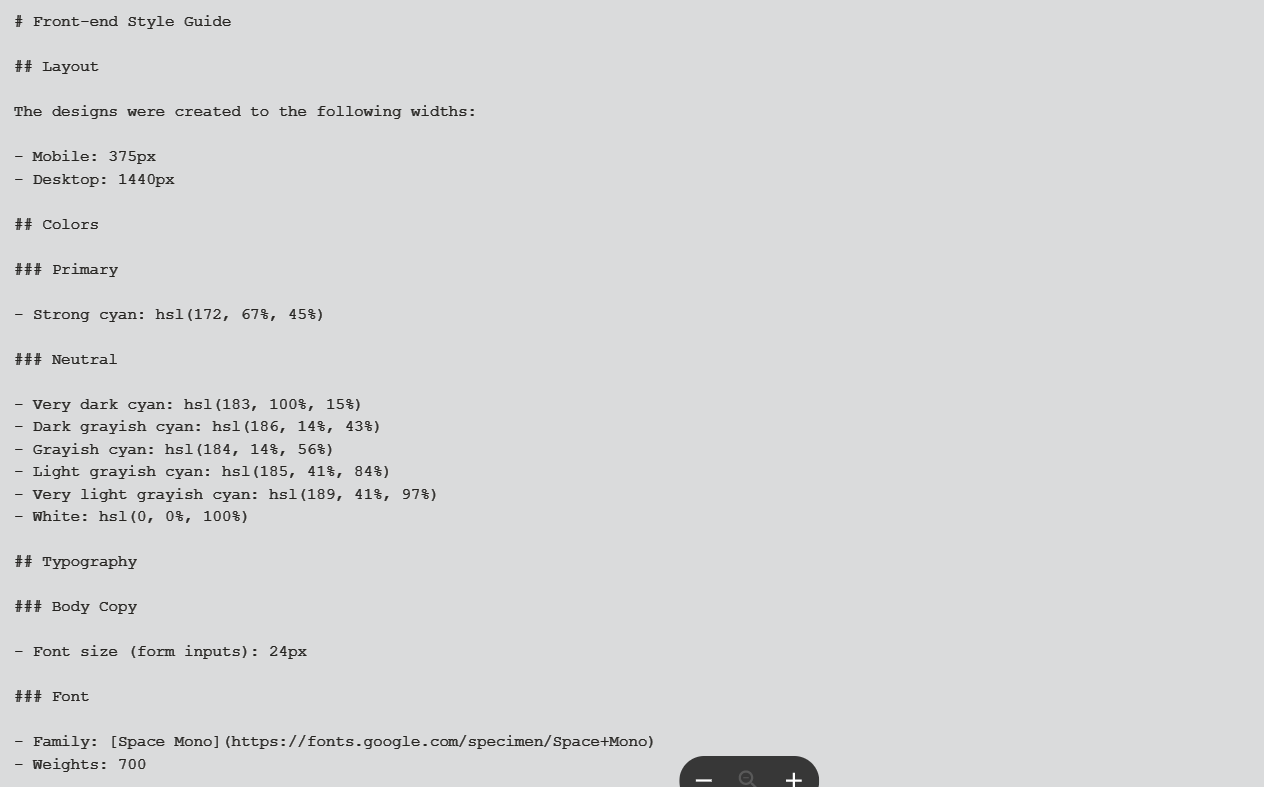 # Front-end Style Guide
## Layout
The designs were created to the following widths:
- Mobile: 375px
- Desktop: 1440px
## Colors
### Primary
- Strong cyan: hsl(172, 67%, 45%)
### Neutral
- Very dark cyan: hsl(183, 100%, 15%)
- Dark grayish cyan: hsl(186, 14%, 43%)
- Grayish cyan: hsl(184, 14%, 56%)
- Light grayish cyan: hsl(185, 41%, 84%)
- Very light grayish cyan: hsl(189, 41%, 97%)
- White: hsl(0, 0%, 100%)
## Typography
### Body Copy
- Font size (form inputs): 24px
### Font
- Family: [Space Mono](https://fonts.google.com/specimen/Space+Mono)
- Weights: 700